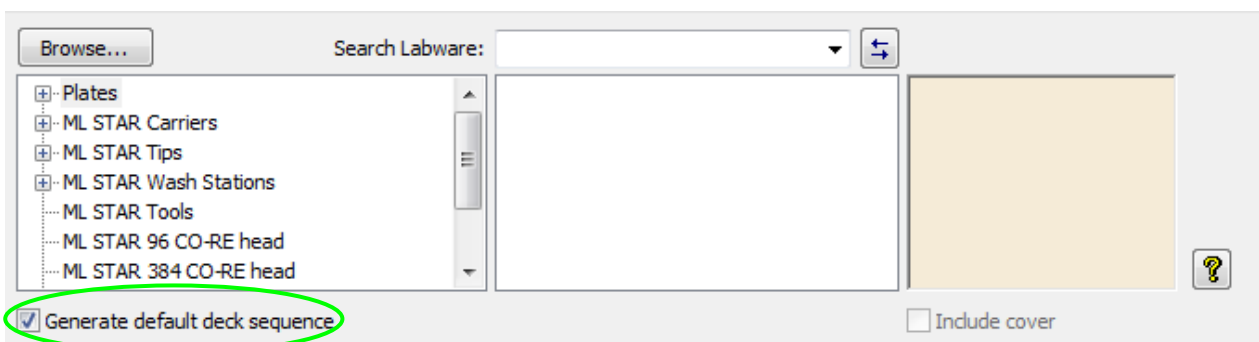 Browse... Search Labware:
Plates
ML STAR Carriers
ML STAR Tips
ML STAR Wash Stations
ML STAR Tools
ML STAR 96 CO-RE head
ML STAR 384 CO-RE head
?
Generate default deck sequence Include cover